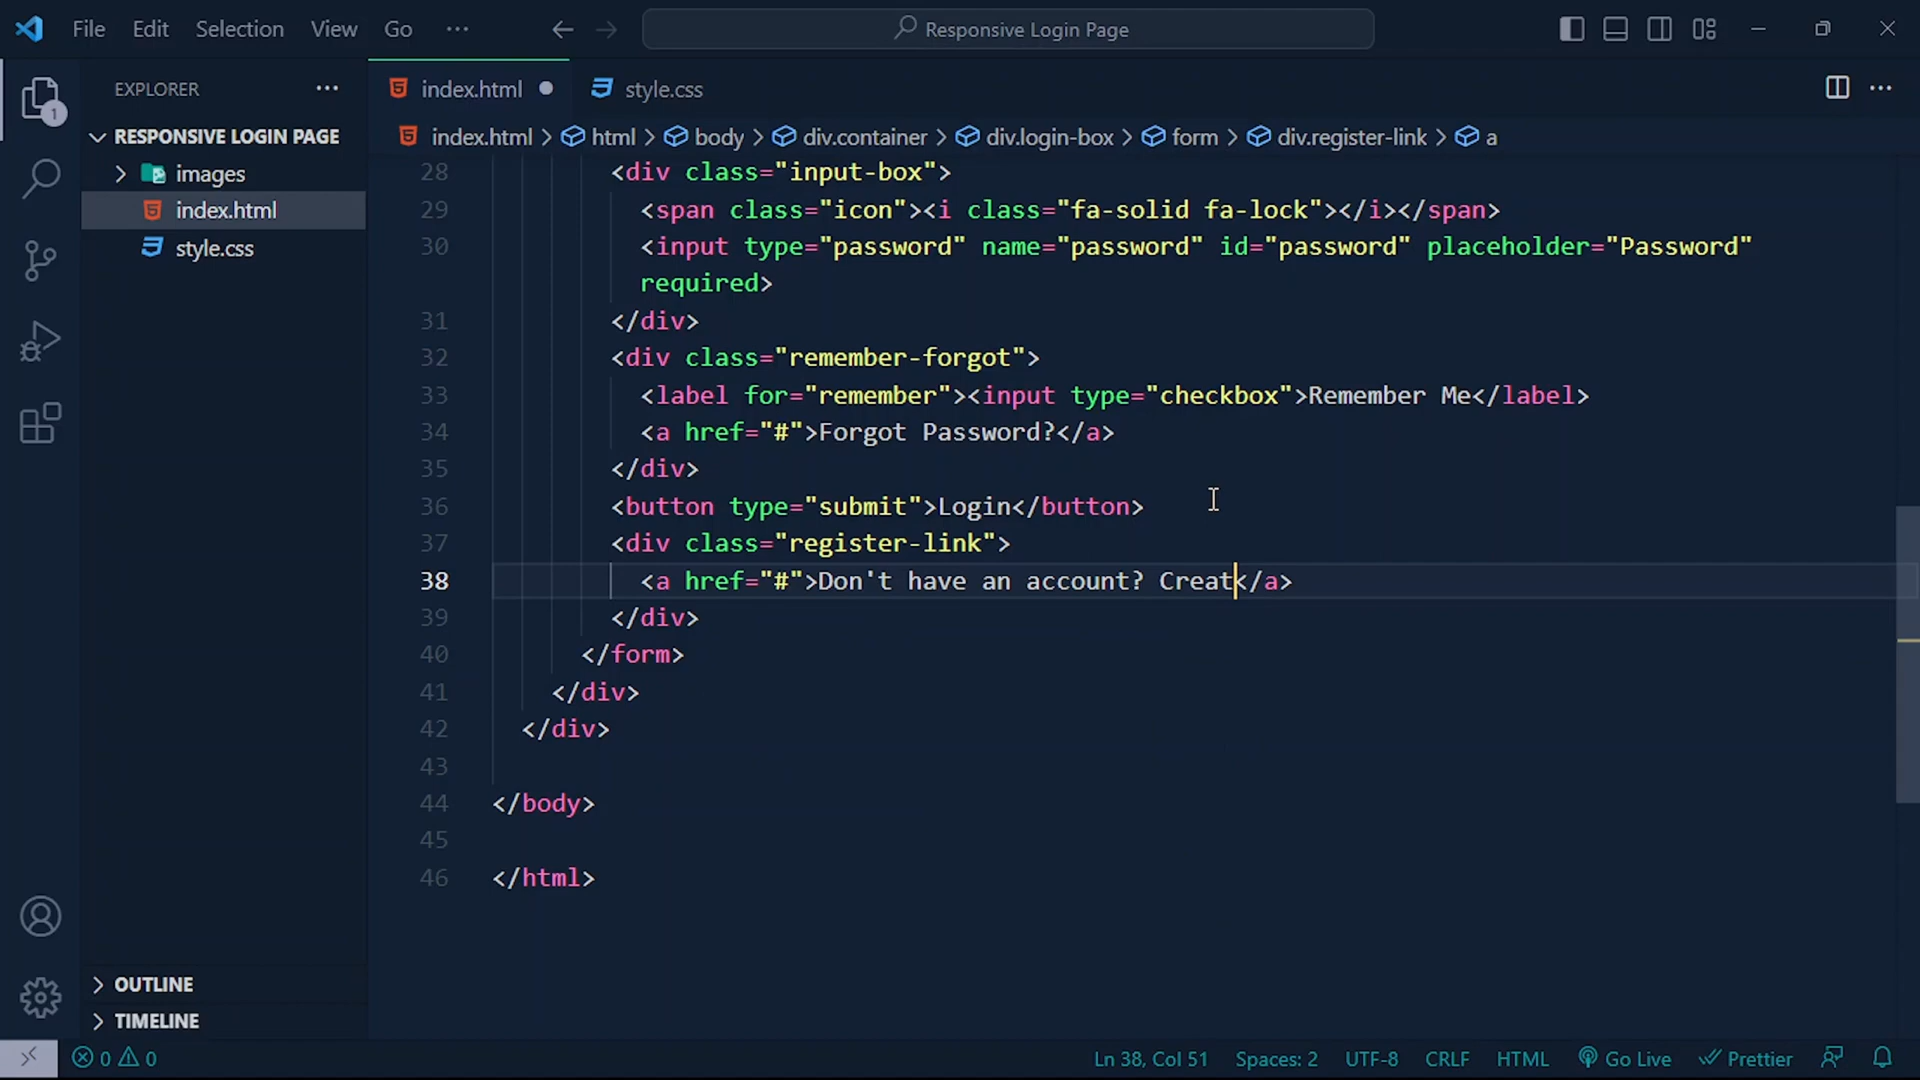 File Edit Selection View Go ··· Responsive Login Page
EXPLORER ···
RESPONSIVE LOGIN PAGE
images
index.html
style.css
OUTLINE
TIMELINE
index.html style.css
index.html > html > body > div.container > div.login-box > form > div.register-link > a
28 <div class="input-box">
29 <span class="icon"><i class="fa-solid fa-lock"></i></span>
30 <input type="password" name="password" id="password" placeholder="Password"
required>
31 </div>
32 <div class="remember-forgot">
33 <label for="remember"><input type="checkbox">Remember Me</label>
34 <a href="#">Forgot Password?</a>
35 </div>
36 <button type="submit">Login</button>
37 <div class="register-link">
38 <a href="#">Don't have an account? Creat</a>
39 </div>
40 </form>
41 </div>
42 </div>
43
44 </body>
45
46 </html>
1
0 0 Ln 38, Col 51 Spaces: 2 UTF-8 CRLF HTML Go Live Prettier